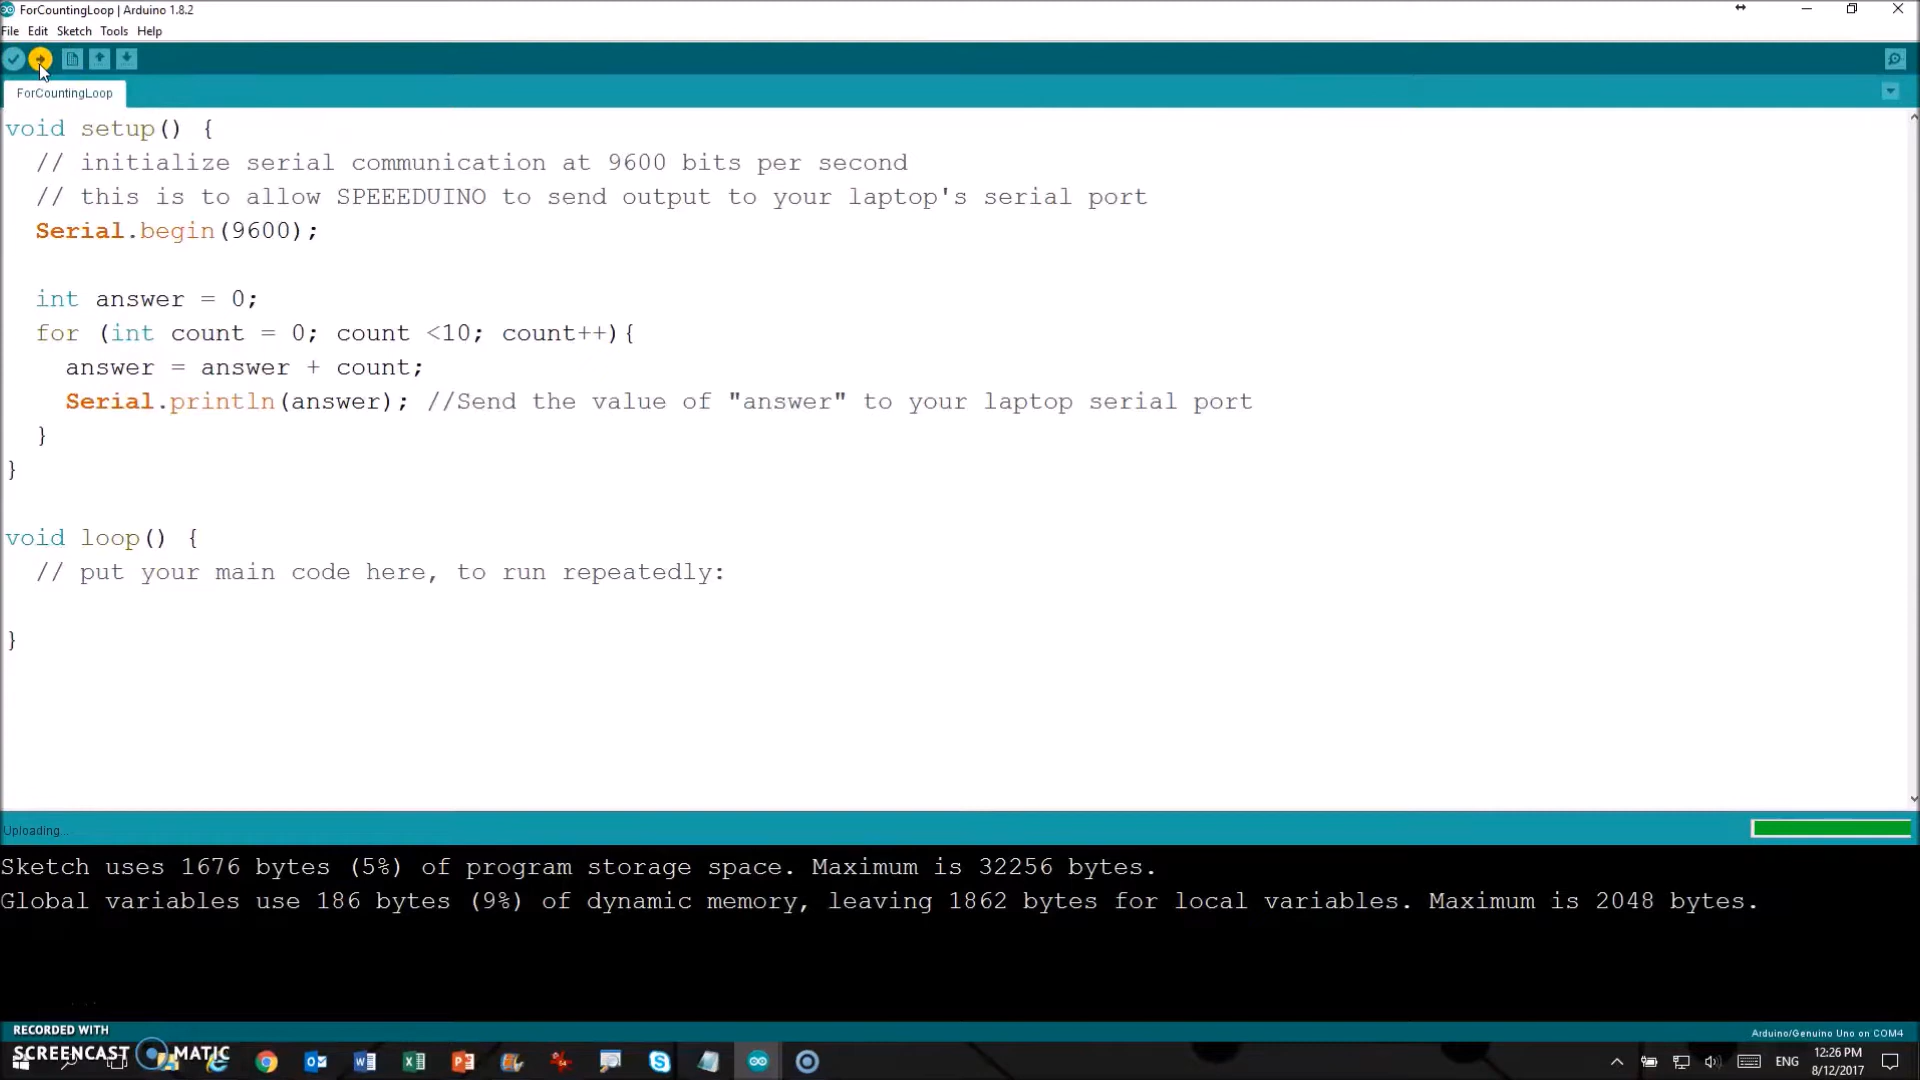 ForCountingLoop | Arduino 1.8.2
File Edit Sketch Tools Help
ForCountingLoop
void setup() {
// initialize serial communication at 9600 bits per second
// this is to allow SPEEEDUINO to send output to your laptop's serial port
Serial.begin(9600);
int answer = 0;
for (int count = 0; count <10; count++){
answer = answer + count;
Serial.println(answer); //Send the value of "answer" to your laptop serial port
}
}
void loop() {
// put your main code here, to run repeatedly:
}
Uploading...
Sketch uses 1676 bytes (5%) of program storage space. Maximum is 32256 bytes.
Global variables use 186 bytes (9%) of dynamic memory, leaving 1862 bytes for local variables. Maximum is 2048 bytes.
Arduino/Genuino Uno on COM4
RECORDED WITH
SCREENCAST MATIC
ENG
12:26 PM
8/12/2017